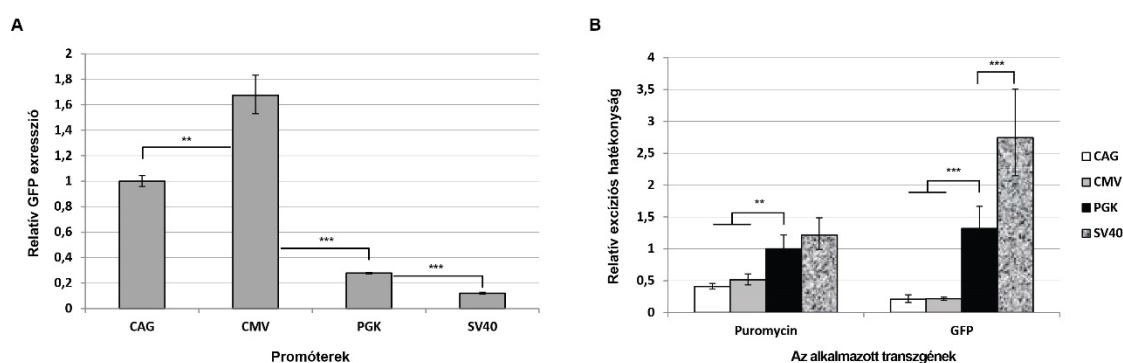 A
Relatív GFP exresszió
2
1,8
1,6
1,4
1,2
1
0,8
0,6
0,4
0,2
0
**
***
***
CAG
CMV
PGK
SV40
Promóterek
B
Relatív excíziós hatékonyság
4
3,5
3
2,5
2
1,5
1
0,5
0
**
***
***
Puromycin
GFP
Az alkalmazott transzgének
CAG
CMV
PGK
SV40